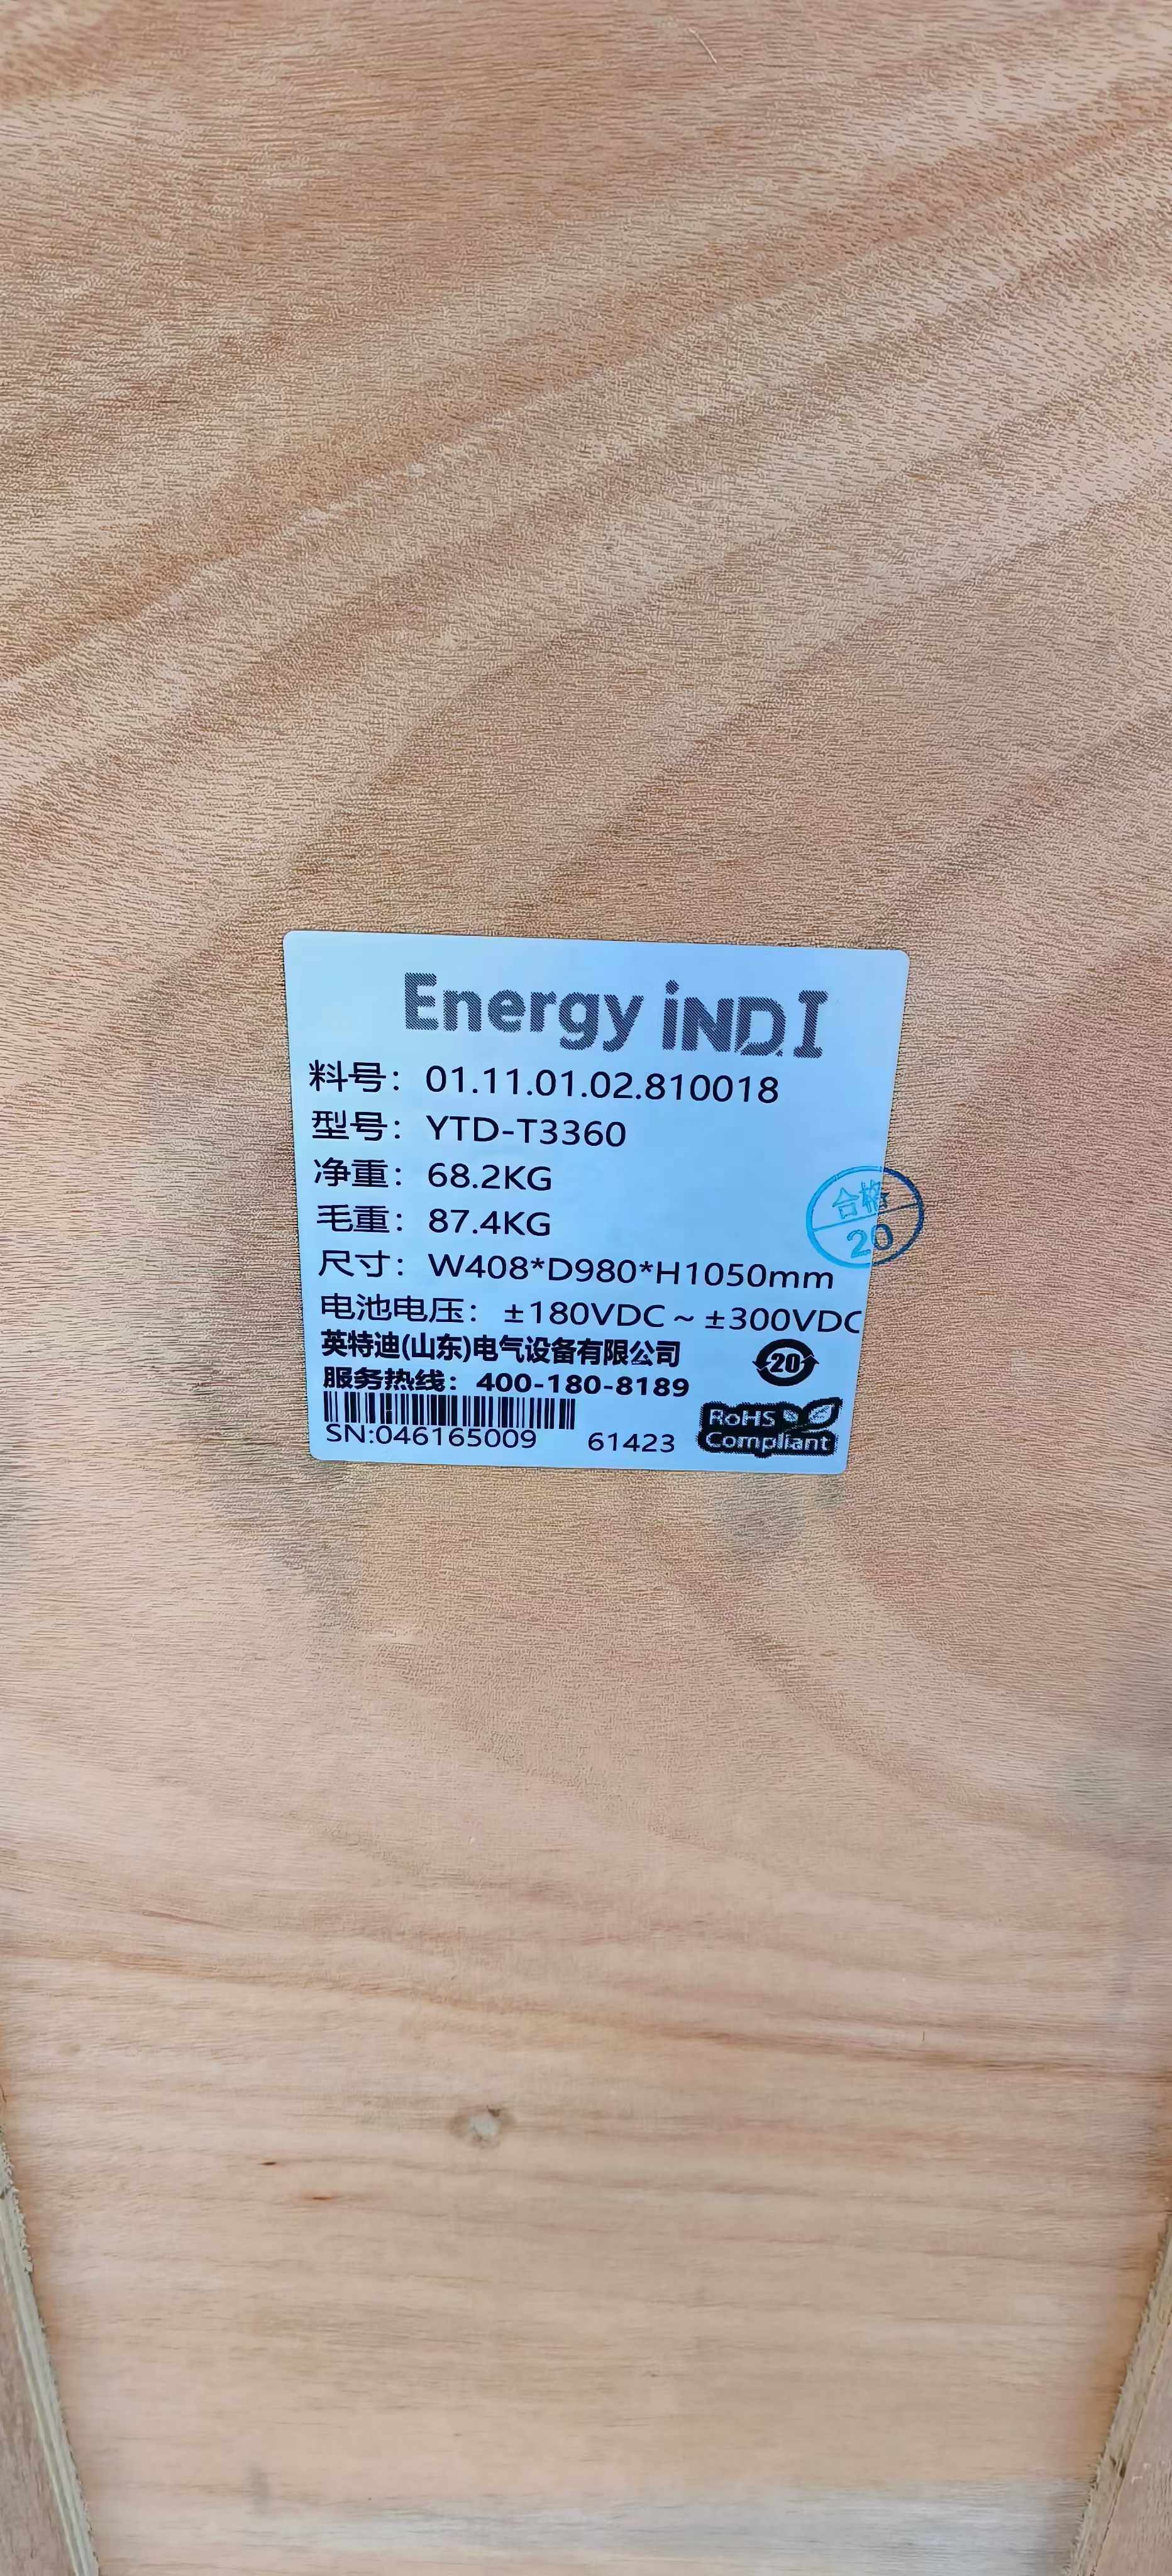 Energy iNDI
料号：01.11.01.02.810018
型号：YTD-T3360
净重：68.2KG
毛重：87.4KG
合格
20
尺寸：W408*D980*H1050mm
电池电压：±180VDC～±300VDC
英特迪(山东)电气设备有限公司
20
服务热线：400-180-8189
RoHS
Compliant
SN:046165009 61423